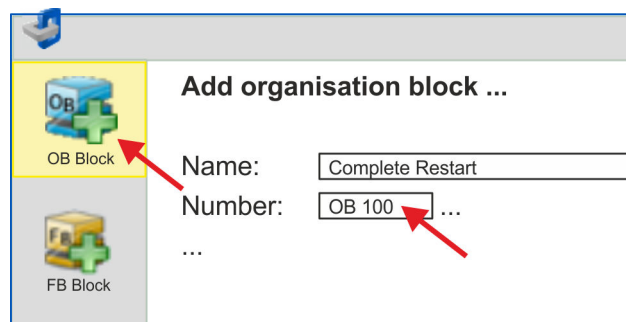 Add organisation block ...
OB
OB Block
Name: Complete Restart
Number: OB 100 ...
...
FB
FB Block